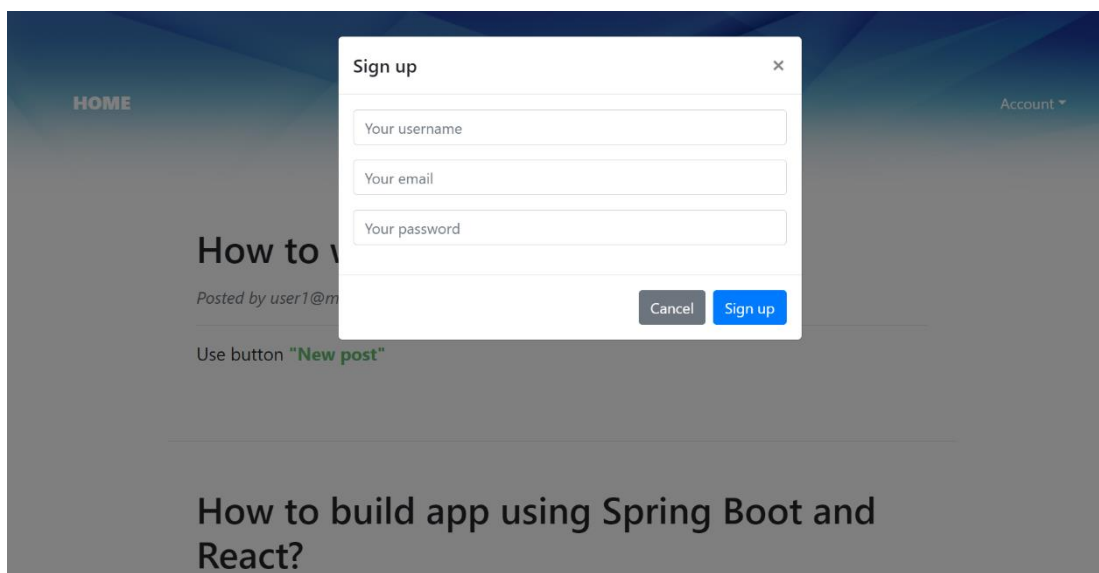 Sign up ×
HOME
Account
Your username
Your email
Your password
How to
Posted by user1@m
Cancel Sign up
Use button "New post"
How to build app using Spring Boot and
React?